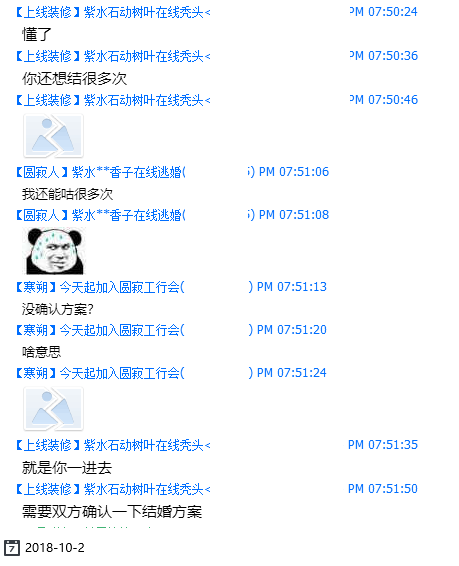 【上线装修】紫水石动树叶在线秃头< PM 07:50:24
懂了
【上线装修】紫水石动树叶在线秃头< PM 07:50:36
你还想结很多次
【上线装修】紫水石动树叶在线秃头< PM 07:50:46
【圆寂人】紫水**香子在线逃婚( ) PM 07:51:06
我还能咕很多次
【圆寂人】紫水**香子在线逃婚( ) PM 07:51:08
【寒朔】今天起加入圆寂工行会( ) PM 07:51:13
没确认方案?
【寒朔】今天起加入圆寂工行会( ) PM 07:51:20
啥意思
【寒朔】今天起加入圆寂工行会( ) PM 07:51:24
【上线装修】紫水石动树叶在线秃头< PM 07:51:35
就是你一进去
【上线装修】紫水石动树叶在线秃头< PM 07:51:50
需要双方确认一下结婚方案
7 2018-10-2